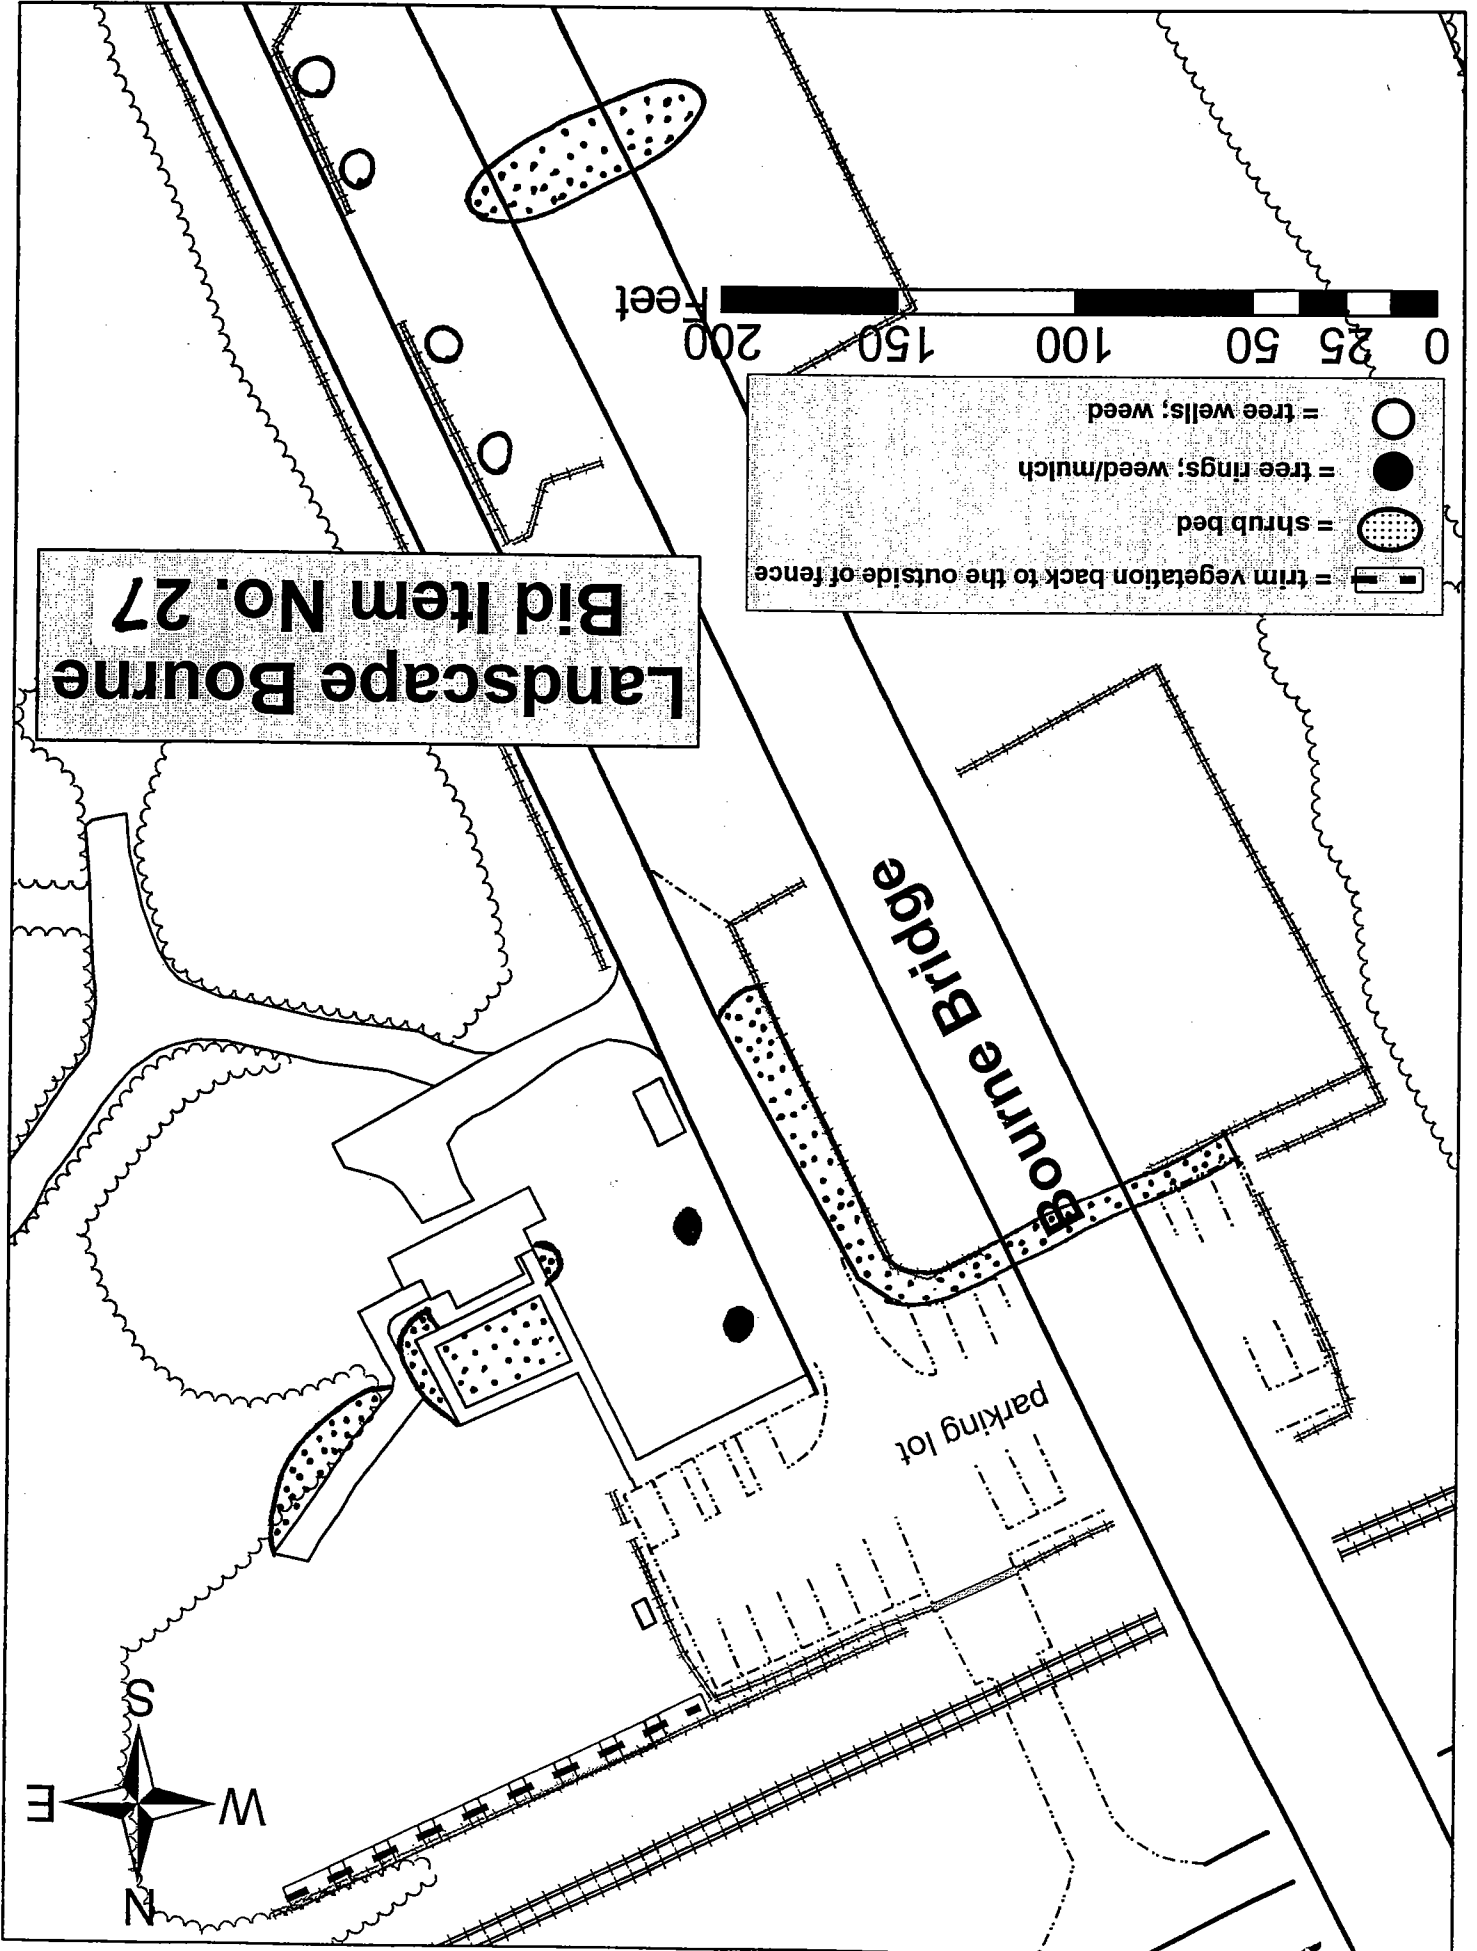 N
W E
S
parking lot
Bourne Bridge
Landscape Bourne
Bid Item No. 27
= trim vegetation back to the outside of fence
= shrub bed
= tree rings; weed/mulch
= tree wells; weed
0 25 50 100 150 200
Feet